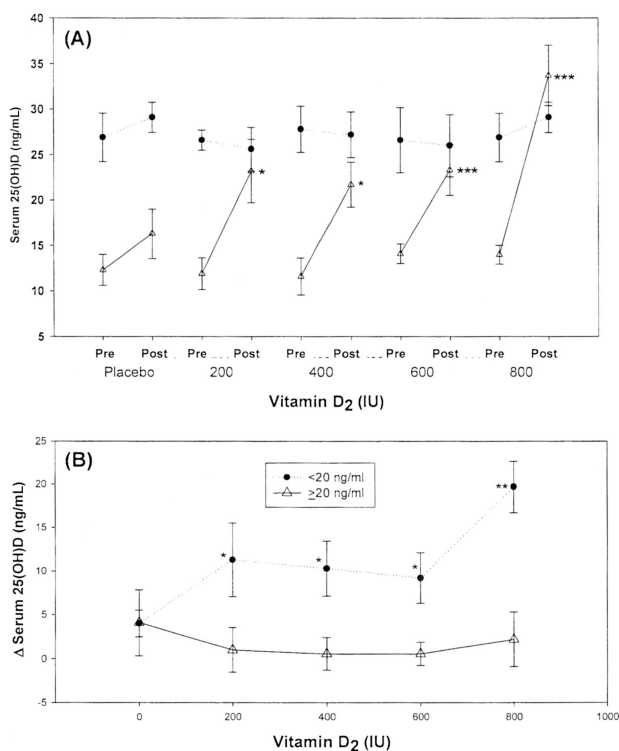 (A)
Serum 25(OH)D (ng/mL)
40
35
30
25
20
15
10
5
*
*
***
***
Pre Post Pre Post Pre Post Pre Post Pre Post
Placebo 200 400 600 800
Vitamin D2 (IU)
(B)
Δ Serum 25(OH)D (ng/mL)
25
20
15
10
5
0
-5
<20 ng/ml
≥20 ng/ml
*
*
*
**
0 200 400 600 800 1000
Vitamin D2 (IU)